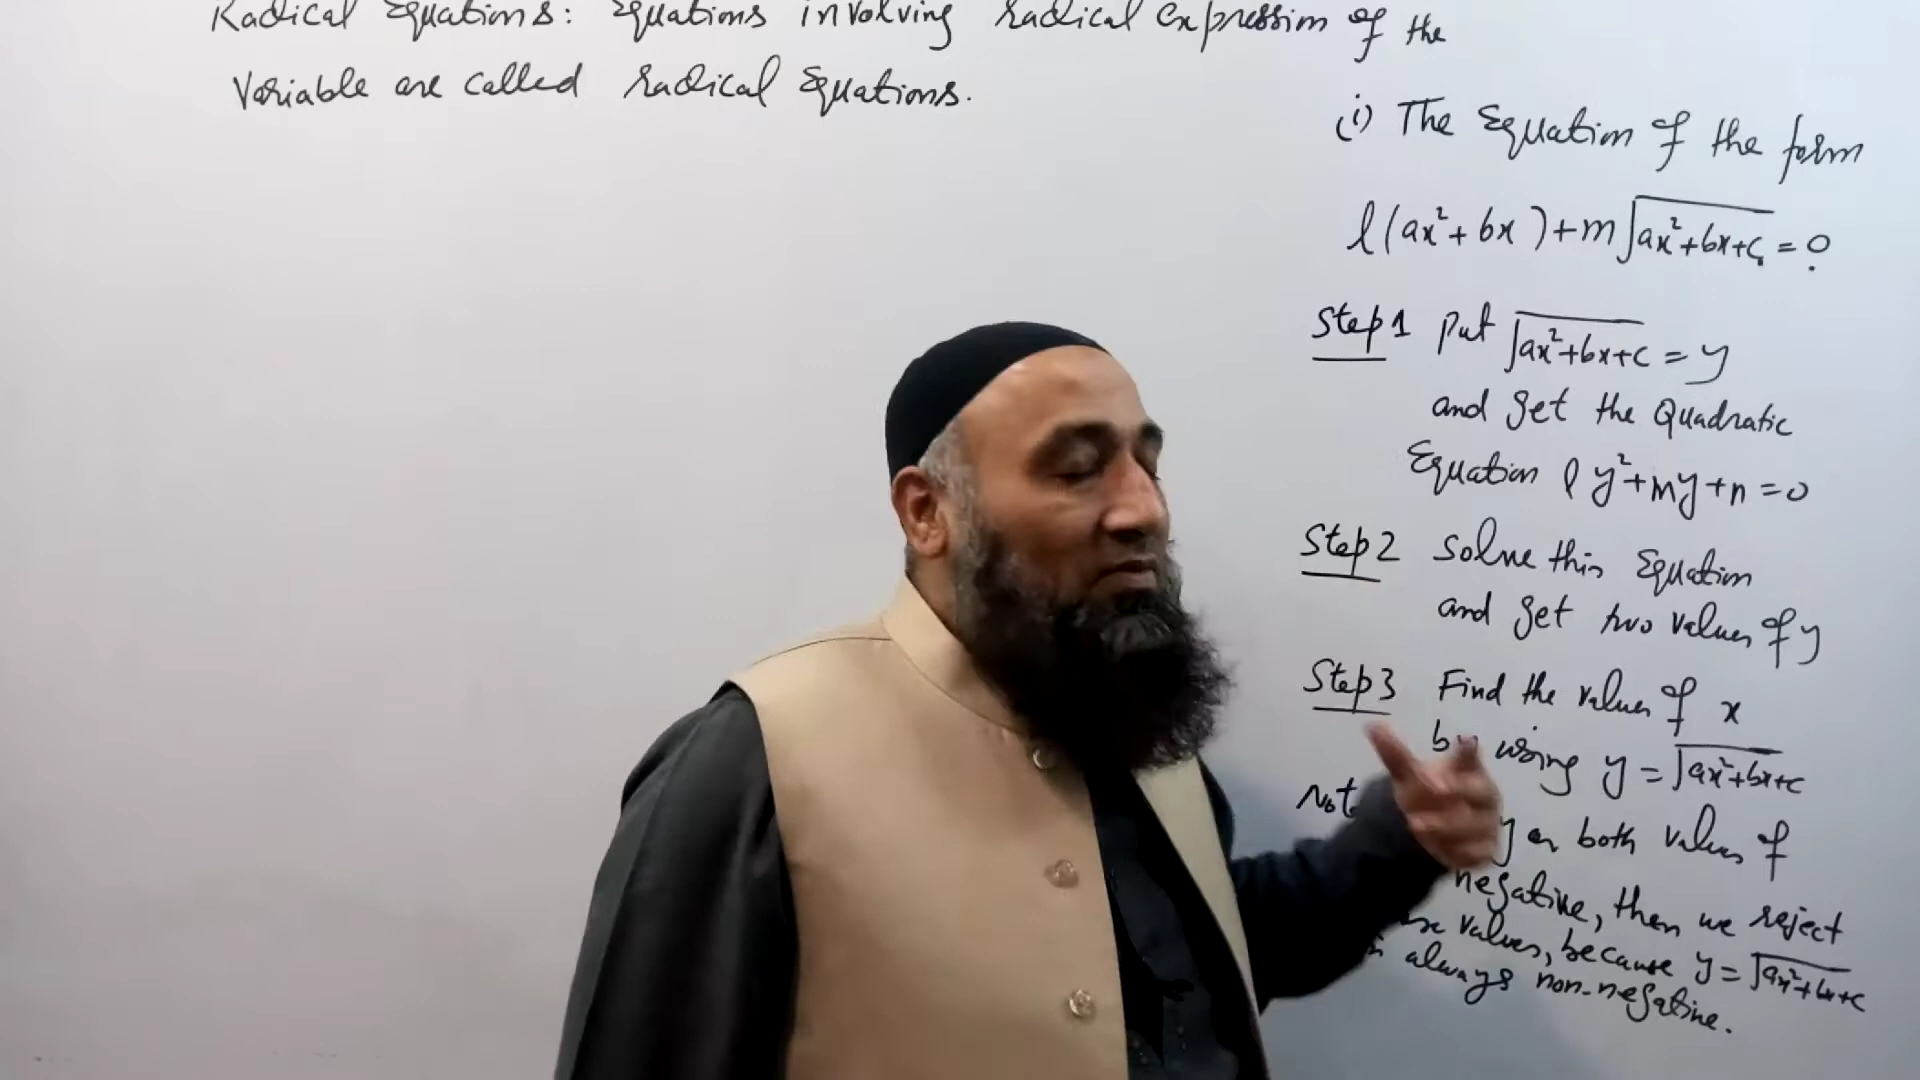 Radical Equations: Equations involving radical expression of the
Variable are called radical Equations.
(i) The Equation of the form
l(ax²+bx)+m√(ax²+bx+c) = 0
Step 1 Put √(ax²+bx+c) = y
and get the Quadratic
Equation ly²+my+n=0
Step 2 Solve this Equation
and get two values of y
Step 3 Find the values of x
by using y = √(ax²+bx+c)
Not
y or both values of
negative, then we reject
values, because y = √(ax²+bx+c)
always non-negative.